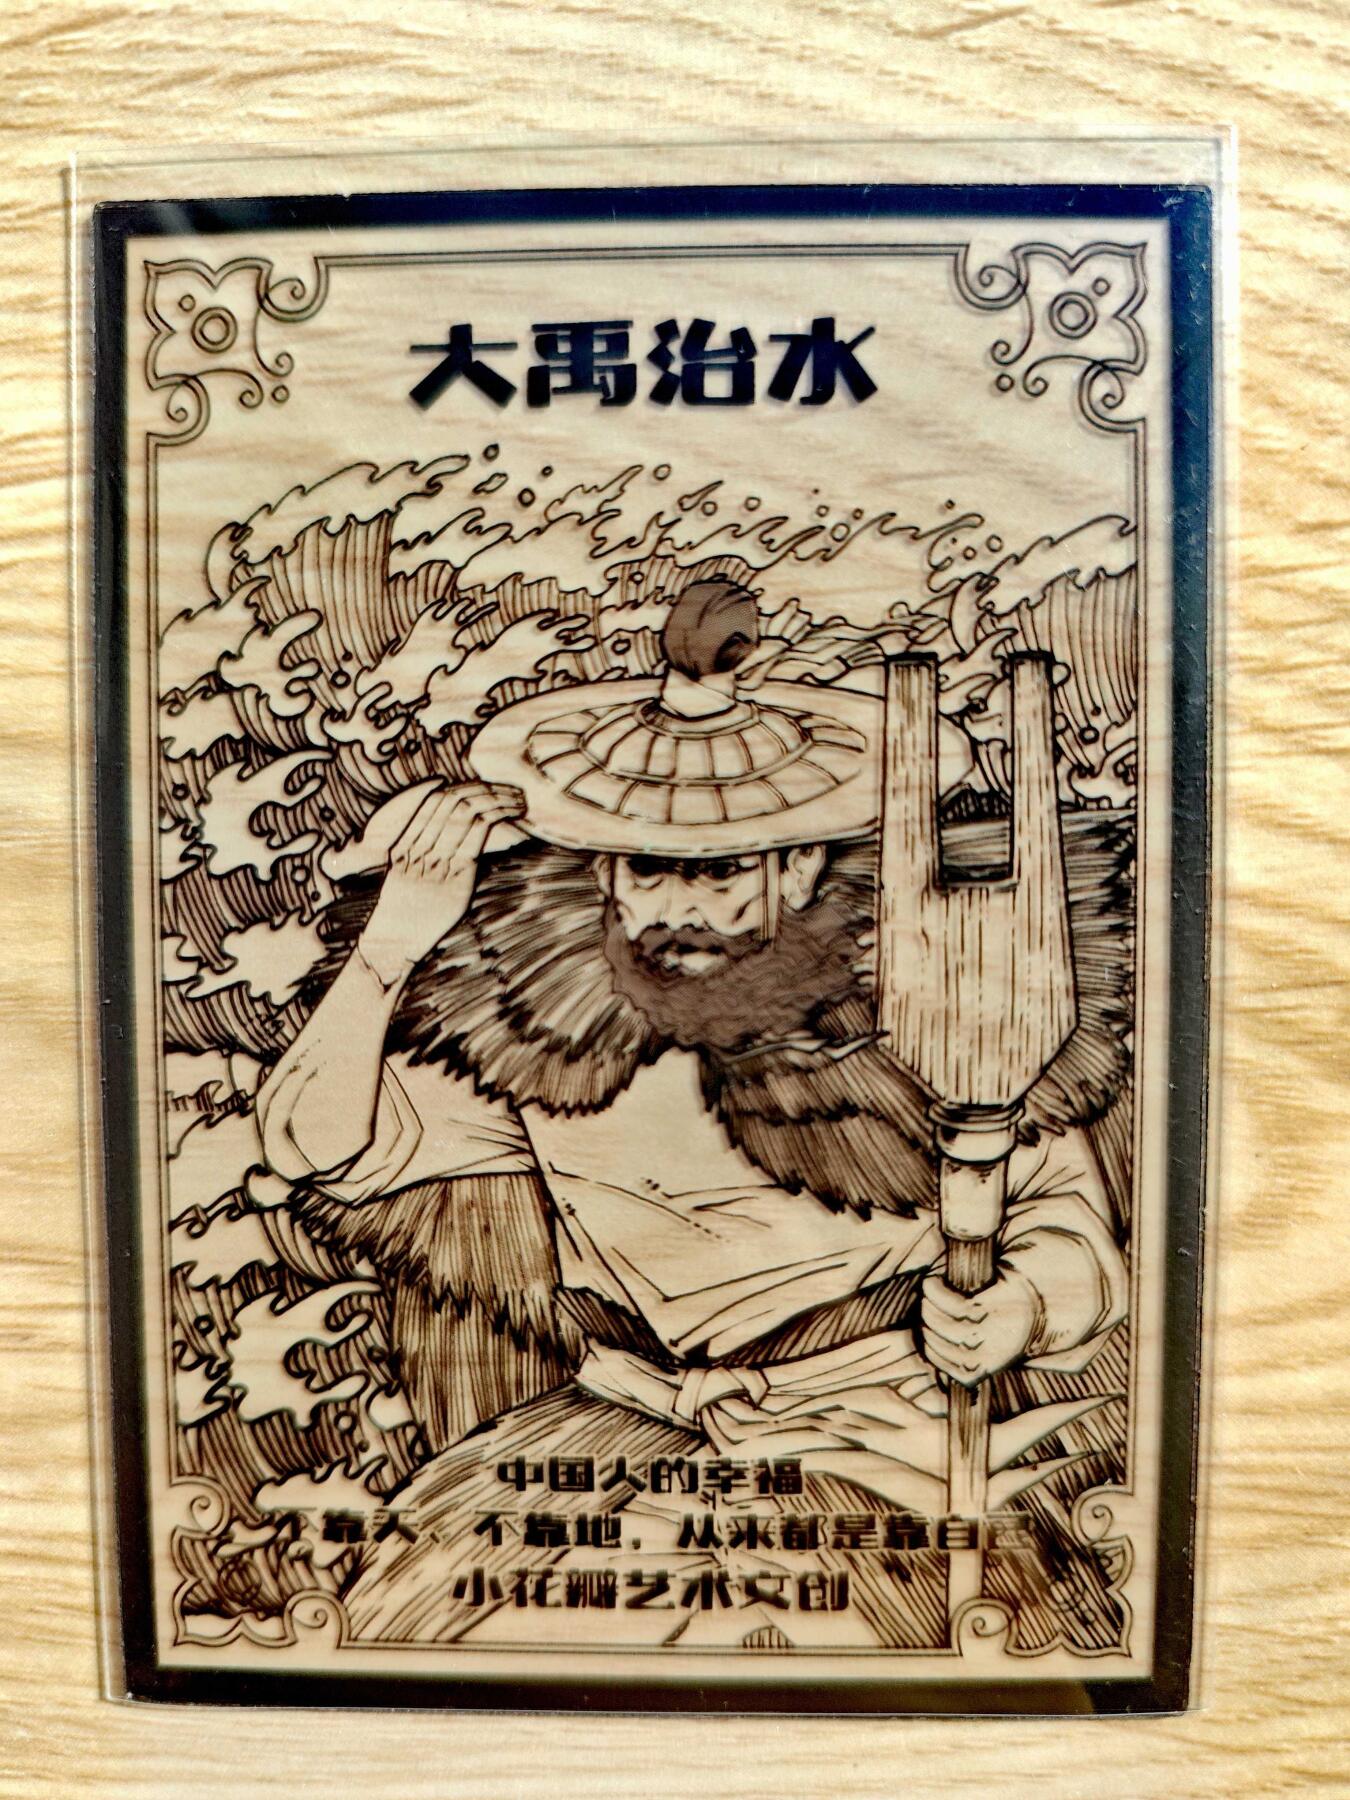 大禹治水
中国人的幸福
不靠天、不靠地，从来都是靠自己
小花瓣艺术文创